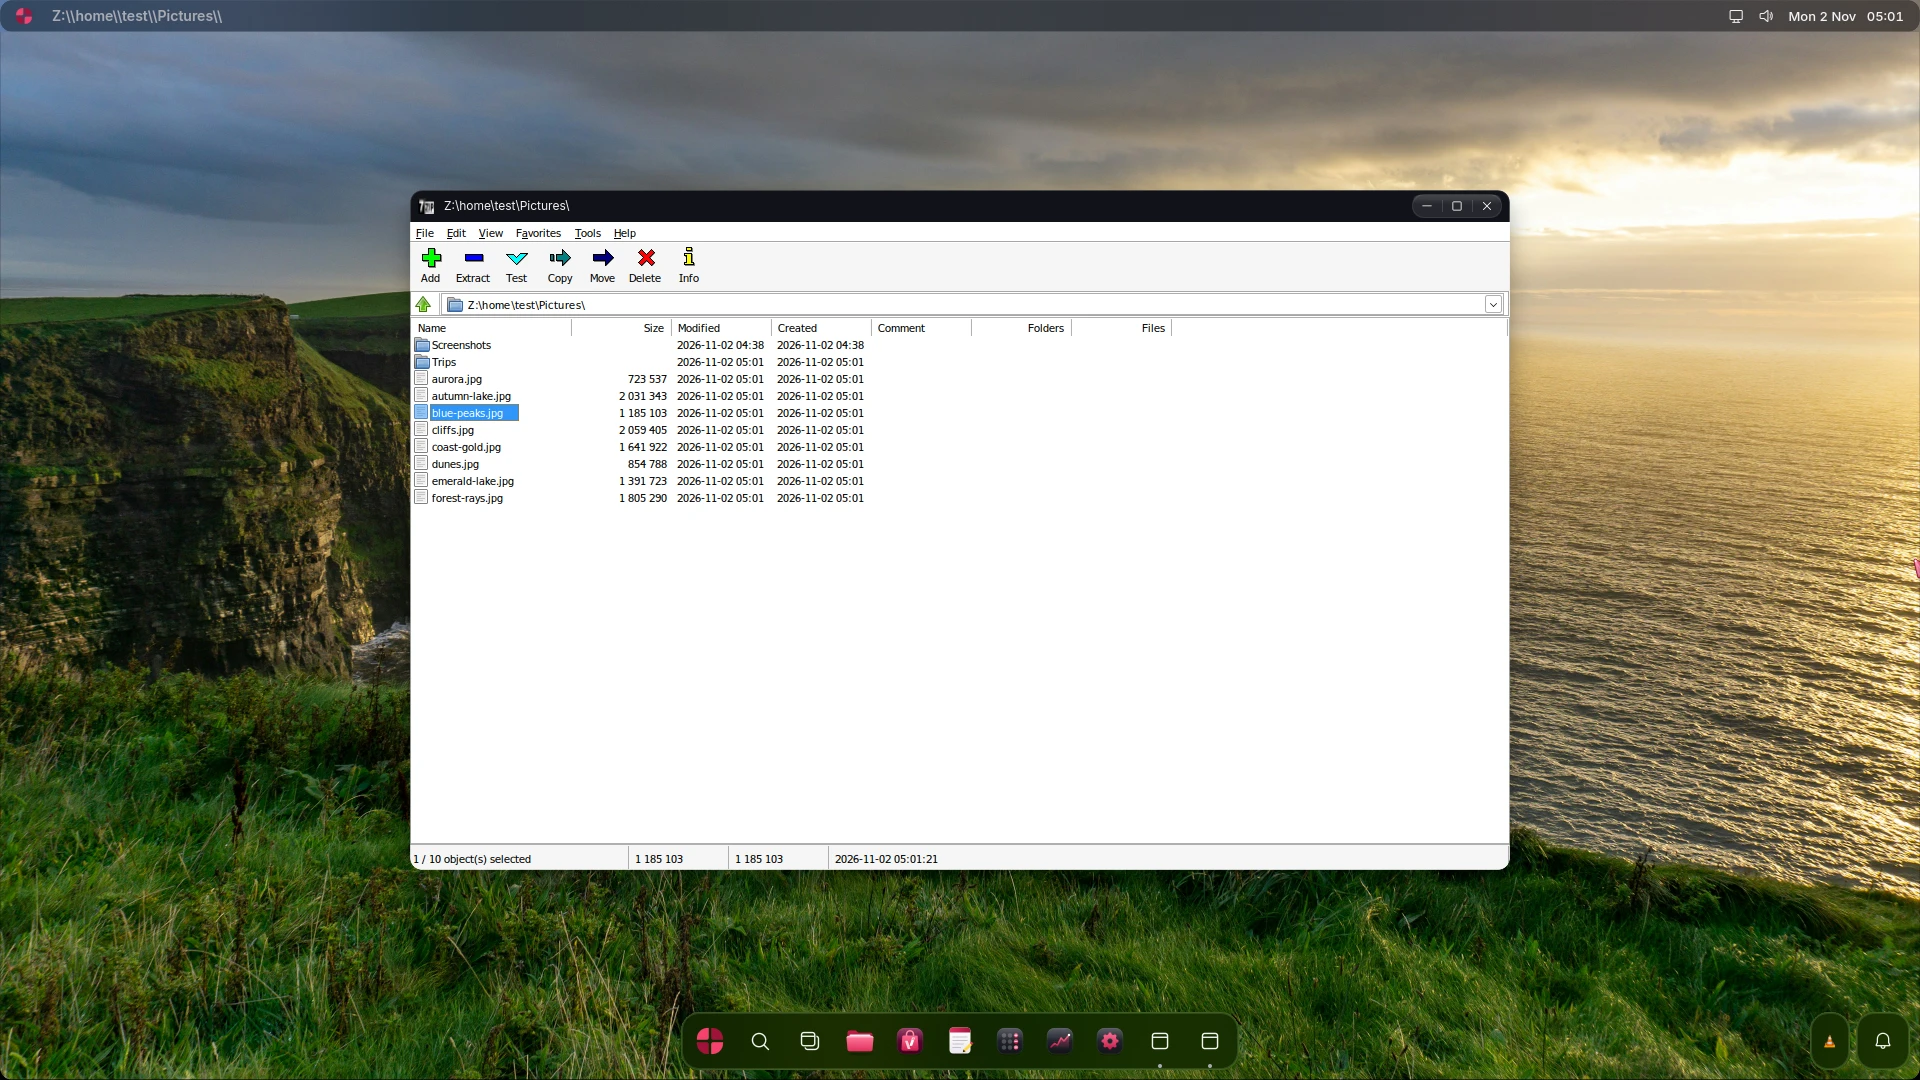 Z:\\home\\test\\Pictures\\
Mon 2 Nov 05:01
Z:\home\test\Pictures\
File Edit View Favorites Tools Help
Add Extract Test Copy Move Delete Info
Z:\home\test\Pictures\
Name Size Modified Created Comment Folders Files
Screenshots 2026-11-02 04:38 2026-11-02 04:38
Trips 2026-11-02 05:01 2026-11-02 05:01
aurora.jpg 723 537 2026-11-02 05:01 2026-11-02 05:01
autumn-lake.jpg 2 031 343 2026-11-02 05:01 2026-11-02 05:01
blue-peaks.jpg 1 185 103 2026-11-02 05:01 2026-11-02 05:01
cliffs.jpg 2 059 405 2026-11-02 05:01 2026-11-02 05:01
coast-gold.jpg 1 641 922 2026-11-02 05:01 2026-11-02 05:01
dunes.jpg 854 788 2026-11-02 05:01 2026-11-02 05:01
emerald-lake.jpg 1 391 723 2026-11-02 05:01 2026-11-02 05:01
forest-rays.jpg 1 805 290 2026-11-02 05:01 2026-11-02 05:01
1 / 10 object(s) selected 1 185 103 1 185 103 2026-11-02 05:01:21